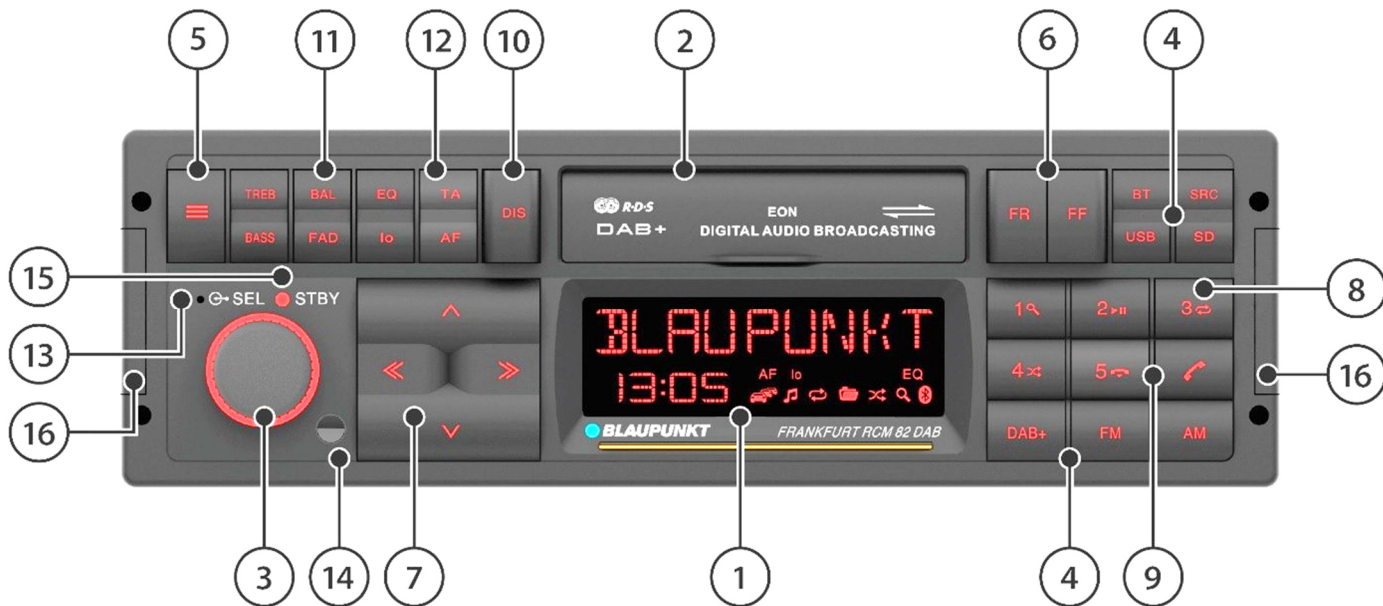 5 11 12 10 2 6 4
TREB BAL EQ TA DIS
BASS FAD lo AF
R·D·S EON
DAB+ DIGITAL AUDIO BROADCASTING
FR FF BT SRC
USB SD
15
SEL STBY
8
1 2 3
13
BLAUPUNKT
4 5
16 16
AF lo EQ
13:05
BLAUPUNKT FRANKFURT RCM 82 DAB
DAB+ FM AM
3 14 7 1 4 9